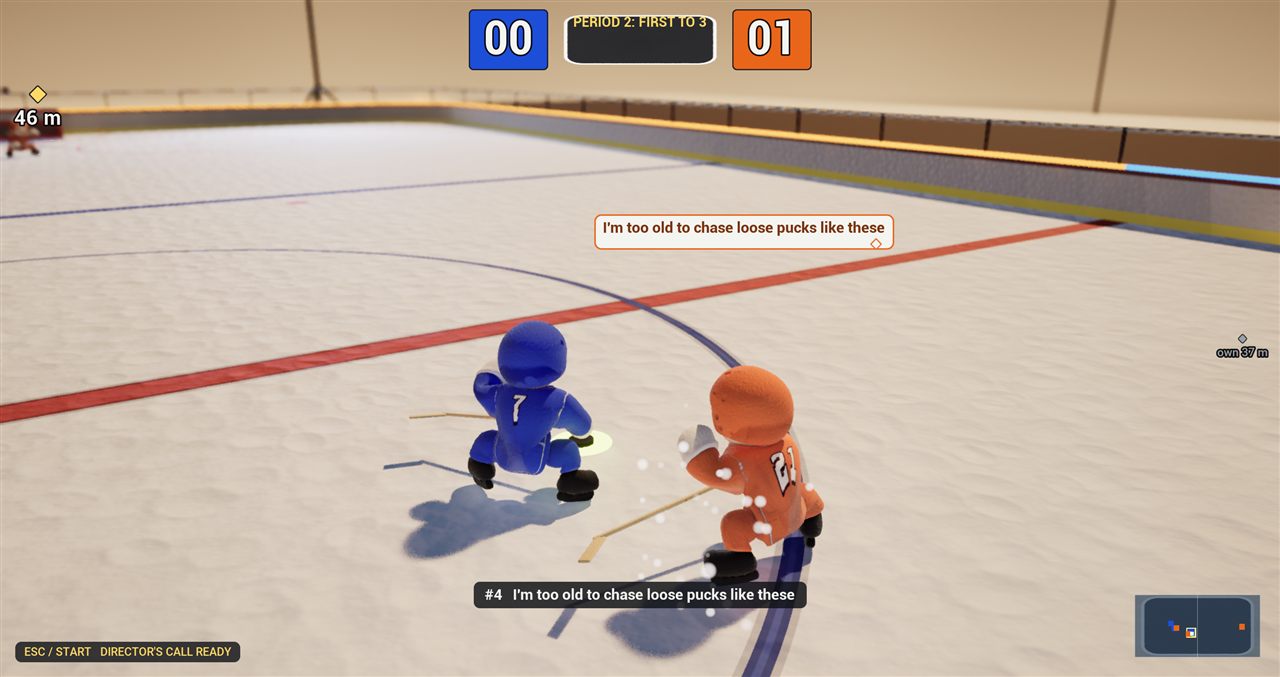 00
PERIOD 2: FIRST TO 3
01
46 m
I'm too old to chase loose pucks like these
own 37 m
7
21
#4 I'm too old to chase loose pucks like these
ESC / START DIRECTOR'S CALL READY